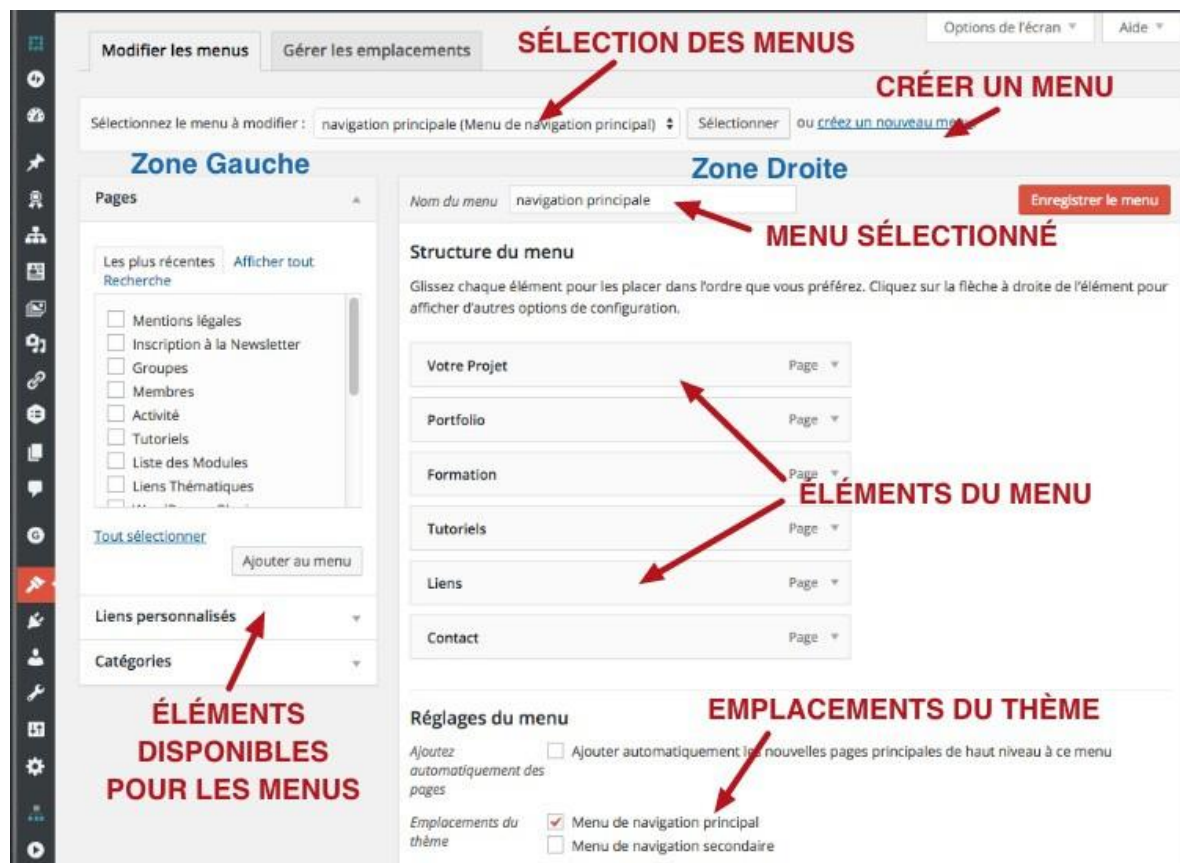 Options de l'écran
Aide
Modifier les menus
Gérer les emplacements
SÉLECTION DES MENUS
CRÉER UN MENU
Sélectionnez le menu à modifier :
navigation principale (Menu de navigation principal)
Sélectionner
ou créez un nouveau menu
Zone Gauche
Zone Droite
Pages
Les plus récentes
Afficher tout
Recherche
Mentions légales
Inscription à la Newsletter
Groupes
Membres
Activité
Tutoriels
Liste des Modules
Liens Thématiques
Tout sélectionner
Ajouter au menu
Liens personnalisés
Catégories
ÉLÉMENTS
DISPONIBLES
POUR LES MENUS
Nom du menu
navigation principale
Enregistrer le menu
MENU SÉLECTIONNÉ
Structure du menu
Glissez chaque élément pour les placer dans l'ordre que vous préférez. Cliquez sur la flèche à droite de l'élément pour
afficher d'autres options de configuration.
Votre Projet
Page
Portfolio
Page
Formation
Page
ÉLÉMENTS DU MENU
Tutoriels
Page
Liens
Page
Contact
Page
Réglages du menu
EMPLACEMENTS DU THÈME
Ajoutez
automatiquement des
pages
Ajouter automatiquement les nouvelles pages principales de haut niveau à ce menu
Emplacements du
thème
Menu de navigation principal
Menu de navigation secondaire